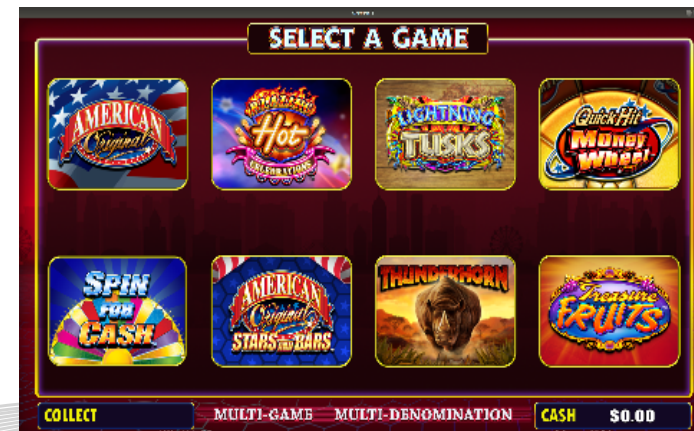 SELECT A GAME
AMERICAN
Original
Hot
CELEBRATIONS
LIGHTNING
TUSKS
Quick Hit
Money
Wheel
SPIN
FOR
CASH
AMERICAN
Original
STARS AND BARS
THUNDERHORN
Treasure
FRUITS
COLLECT
MULTI-GAME MULTI-DENOMINATION
CASH $0.00